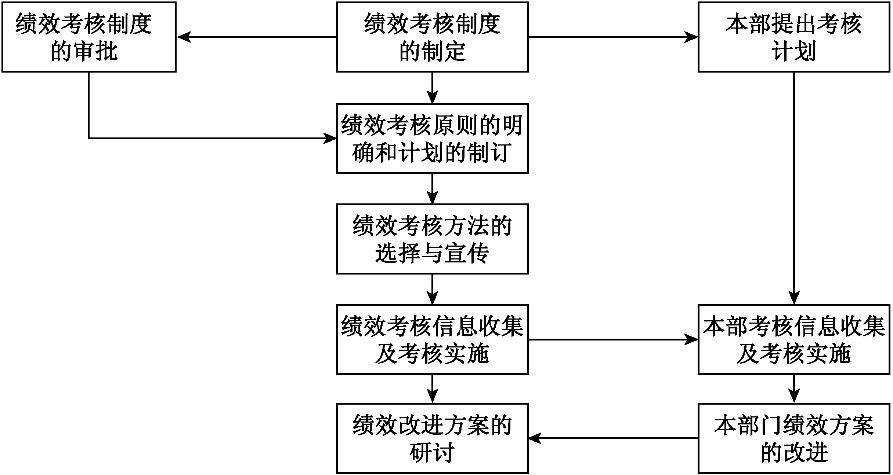 绩效考核制度
的审批
绩效考核制度
的制定
本部提出考核
计划
绩效考核原则的明
确和计划的制订
绩效考核方法的
选择与宣传
绩效考核信息收集
及考核实施
本部考核信息收集
及考核实施
绩效改进方案的
研讨
本部门绩效方案
的改进